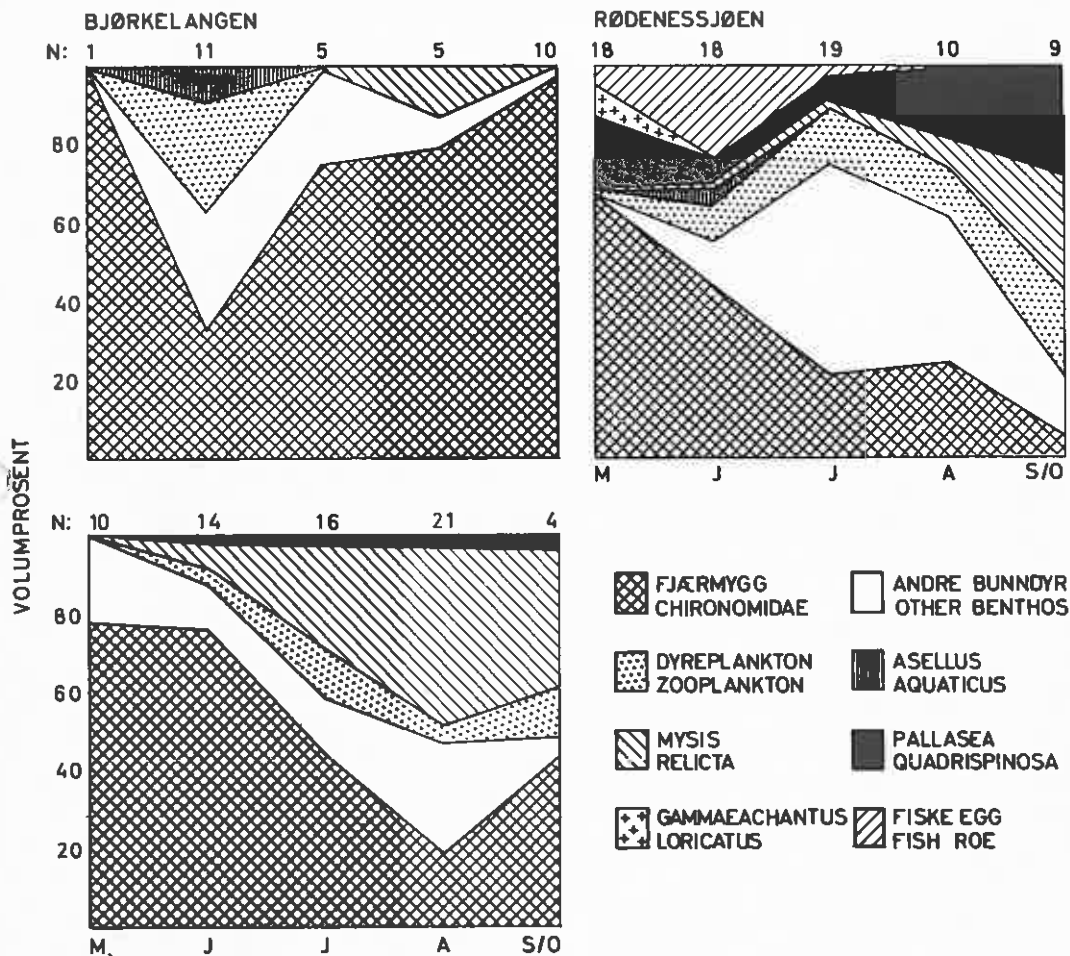 BJØRKELANGEN
N: 1 11 5 5 10
80
60
40
20
RØDENESSJØEN
18 18 19 10 9
M J J A S/O
VOLUMPROSENT
N: 10 14 16 21 4
80
60
40
20
M, J J A S/O
FJÆRMYGG
CHIRONOMIDAE
ANDRE BUNNDYR
OTHER BENTHOS
DYREPLANKTON
ZOOPLANKTON
ASELLUS
AQUATICUS
MYSIS
RELICTA
PALLASEA
QUADRISPINOSA
GAMMAEACHANTUS
LORICATUS
FISKE EGG
FISH ROE